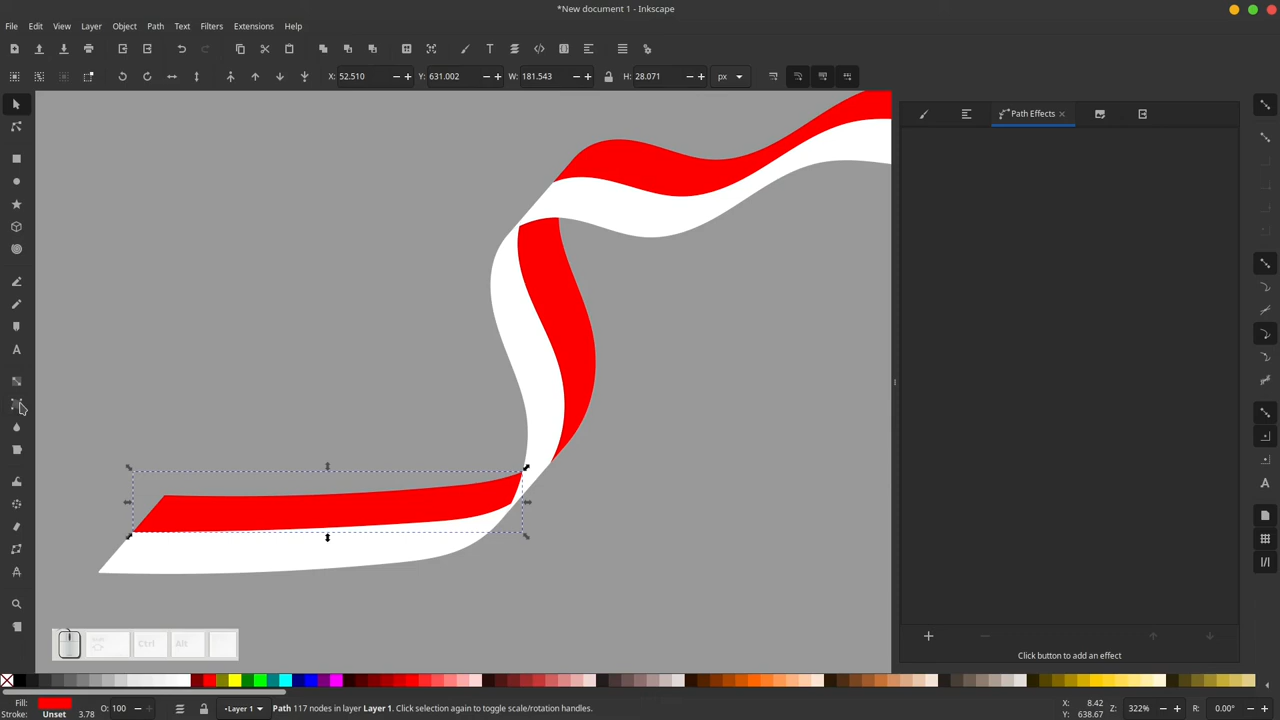 *New document 1 - Inkscape
File Edit View Layer Object Path Text Filters Extensions Help
X: 52.510 Y: 631.002 W: 181.543 H: 28.071 px
Path Effects
Ctrl Alt
Click button to add an effect
Fill: O: 100 Layer 1 Path 117 nodes in layer Layer 1. Click selection again to toggle scale/rotation handles. X: 8.42 Z: 322% R: 0.00°
Stroke: Unset 3.78 Y: 638.67